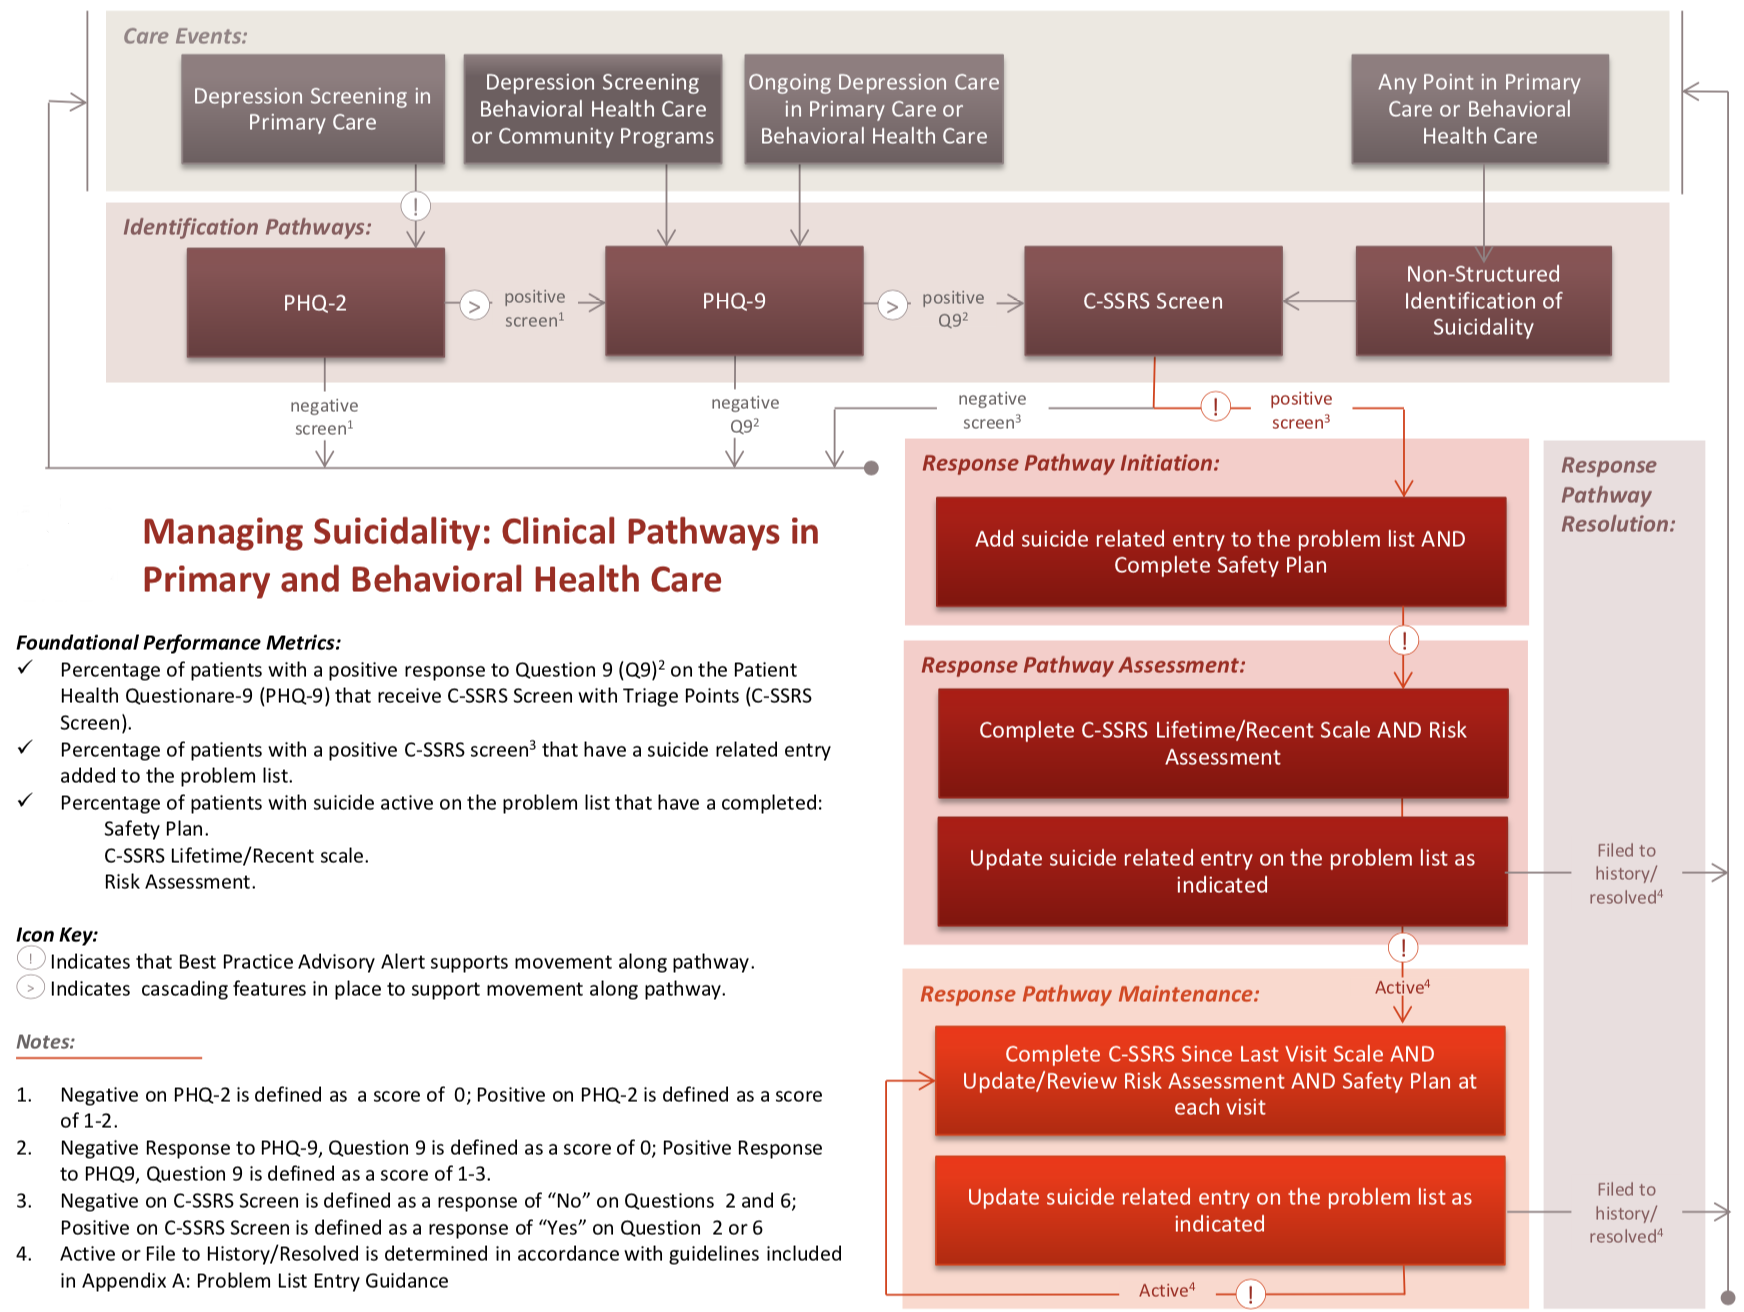 Care Events:
Depression Screening in
Primary Care
Depression Screening
Behavioral Health Care
or Community Programs
Ongoing Depression Care
in Primary Care or
Behavioral Health Care
Any Point in Primary
Care or Behavioral
Health Care
!
Identification Pathways:
PHQ-2
>
positive
screen¹
PHQ-9
>
positive
Q9²
C-SSRS Screen
Non-Structured
Identification of
Suicidality
negative
screen¹
negative
Q9²
negative
screen³
!
positive
screen³
Response Pathway Initiation:
Add suicide related entry to the problem list AND
Complete Safety Plan
!
Response Pathway Assessment:
Complete C-SSRS Lifetime/Recent Scale AND Risk
Assessment
Update suicide related entry on the problem list as
indicated
!
Active⁴
Response Pathway Maintenance:
Complete C-SSRS Since Last Visit Scale AND
Update/Review Risk Assessment AND Safety Plan at
each visit
Update suicide related entry on the problem list as
indicated
Active⁴
!
Response
Pathway
Resolution:
Filed to
history/
resolved⁴
Filed to
history/
resolved⁴
Managing Suicidality: Clinical Pathways in
Primary and Behavioral Health Care
Foundational Performance Metrics:
✓ Percentage of patients with a positive response to Question 9 (Q9)² on the Patient
Health Questionare-9 (PHQ-9) that receive C-SSRS Screen with Triage Points (C-SSRS
Screen).
✓ Percentage of patients with a positive C-SSRS screen³ that have a suicide related entry
added to the problem list.
✓ Percentage of patients with suicide active on the problem list that have a completed:
Safety Plan.
C-SSRS Lifetime/Recent scale.
Risk Assessment.
Icon Key:
! Indicates that Best Practice Advisory Alert supports movement along pathway.
> Indicates cascading features in place to support movement along pathway.
Notes:
1. Negative on PHQ-2 is defined as a score of 0; Positive on PHQ-2 is defined as a score
of 1-2.
2. Negative Response to PHQ-9, Question 9 is defined as a score of 0; Positive Response
to PHQ9, Question 9 is defined as a score of 1-3.
3. Negative on C-SSRS Screen is defined as a response of “No” on Questions 2 and 6;
Positive on C-SSRS Screen is defined as a response of “Yes” on Question 2 or 6
4. Active or File to History/Resolved is determined in accordance with guidelines included
in Appendix A: Problem List Entry Guidance